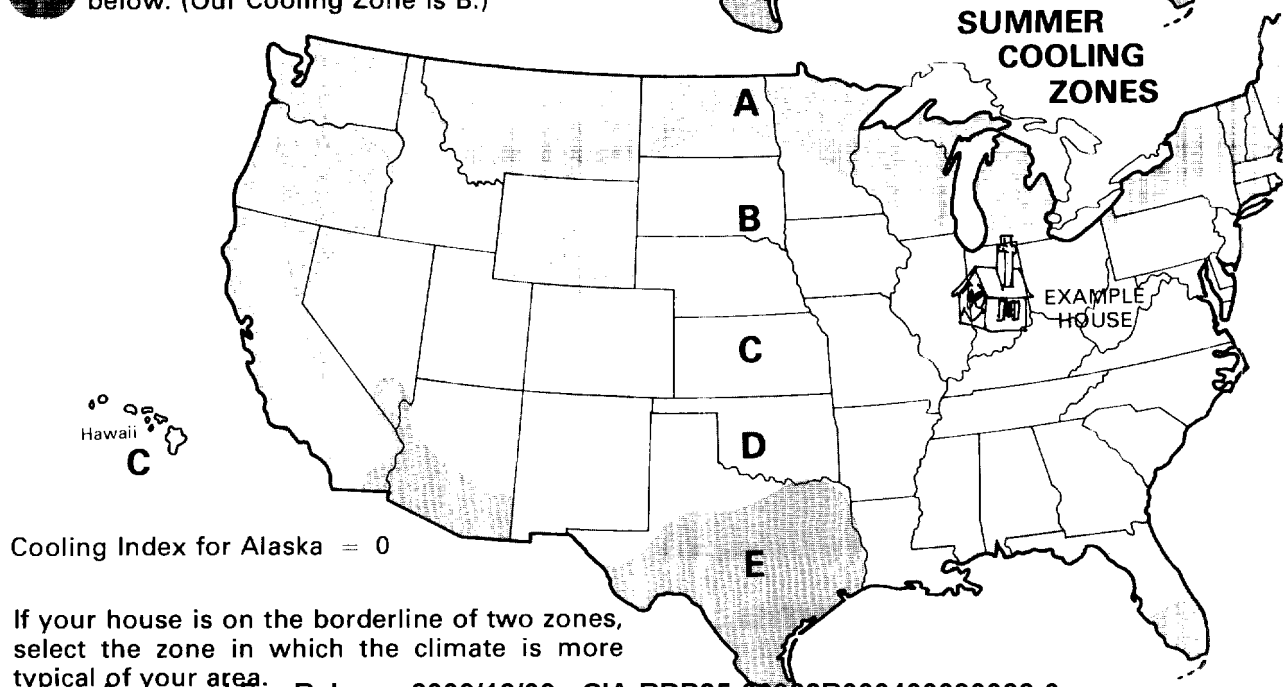 below. (Our Cooling Zone is B.)
SUMMER
COOLING
ZONES
A
B
EXAMPLE
HOUSE
C
Hawaii
C
D
Cooling Index for Alaska = 0
E
If your house is on the borderline of two zones,
select the zone in which the climate is more
typical of your area.